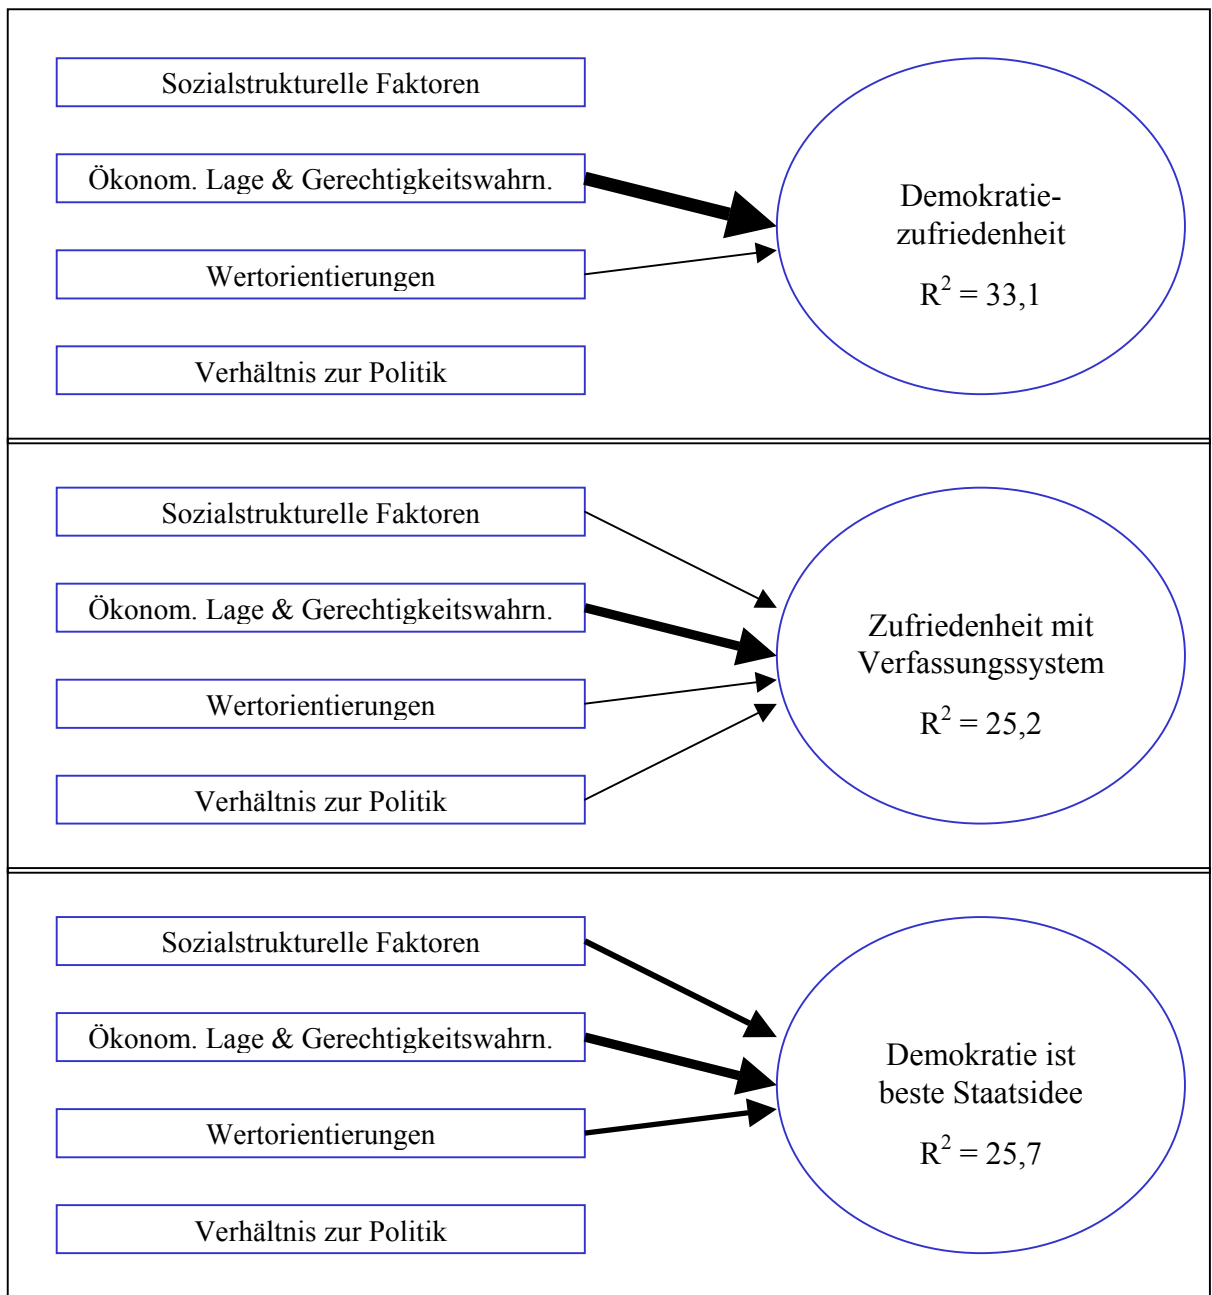 Sozialstrukturelle Faktoren
Ökonom. Lage & Gerechtigkeitswahrn.
Wertorientierungen
Verhältnis zur Politik
Demokratie-
zufriedenheit
R² = 33,1
Sozialstrukturelle Faktoren
Ökonom. Lage & Gerechtigkeitswahrn.
Wertorientierungen
Verhältnis zur Politik
Zufriedenheit mit
Verfassungssystem
R² = 25,2
Sozialstrukturelle Faktoren
Ökonom. Lage & Gerechtigkeitswahrn.
Wertorientierungen
Verhältnis zur Politik
Demokratie ist
beste Staatsidee
R² = 25,7